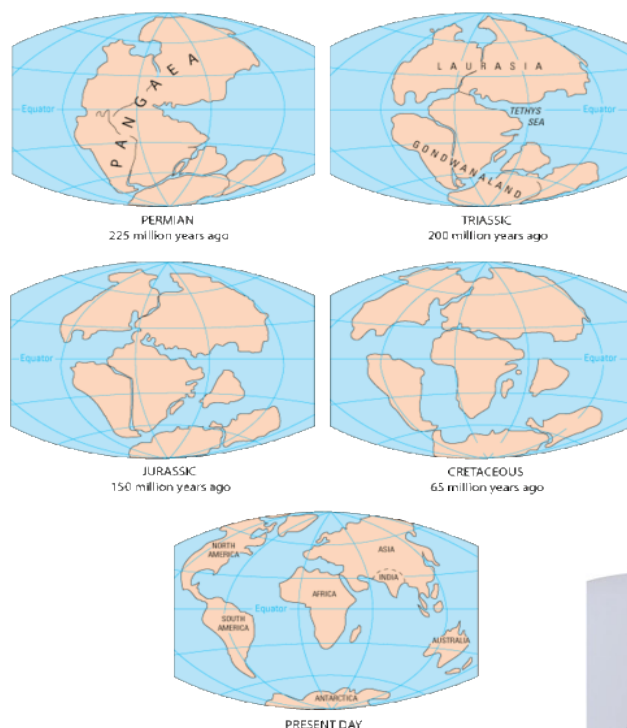 PANGAEA
Equator
PERMIAN
225 million years ago
LAURASIA
TETHYS
SEA
GONDWANALAND
TRIASSIC
200 million years ago
Equator
JURASSIC
150 million years ago
Equator
CRETACEOUS
65 million years ago
NORTH
AMERICA
ASIA
INDIA
AFRICA
Equator
SOUTH
AMERICA
AUSTRALIA
ANTARCTICA
PRESENT DAY